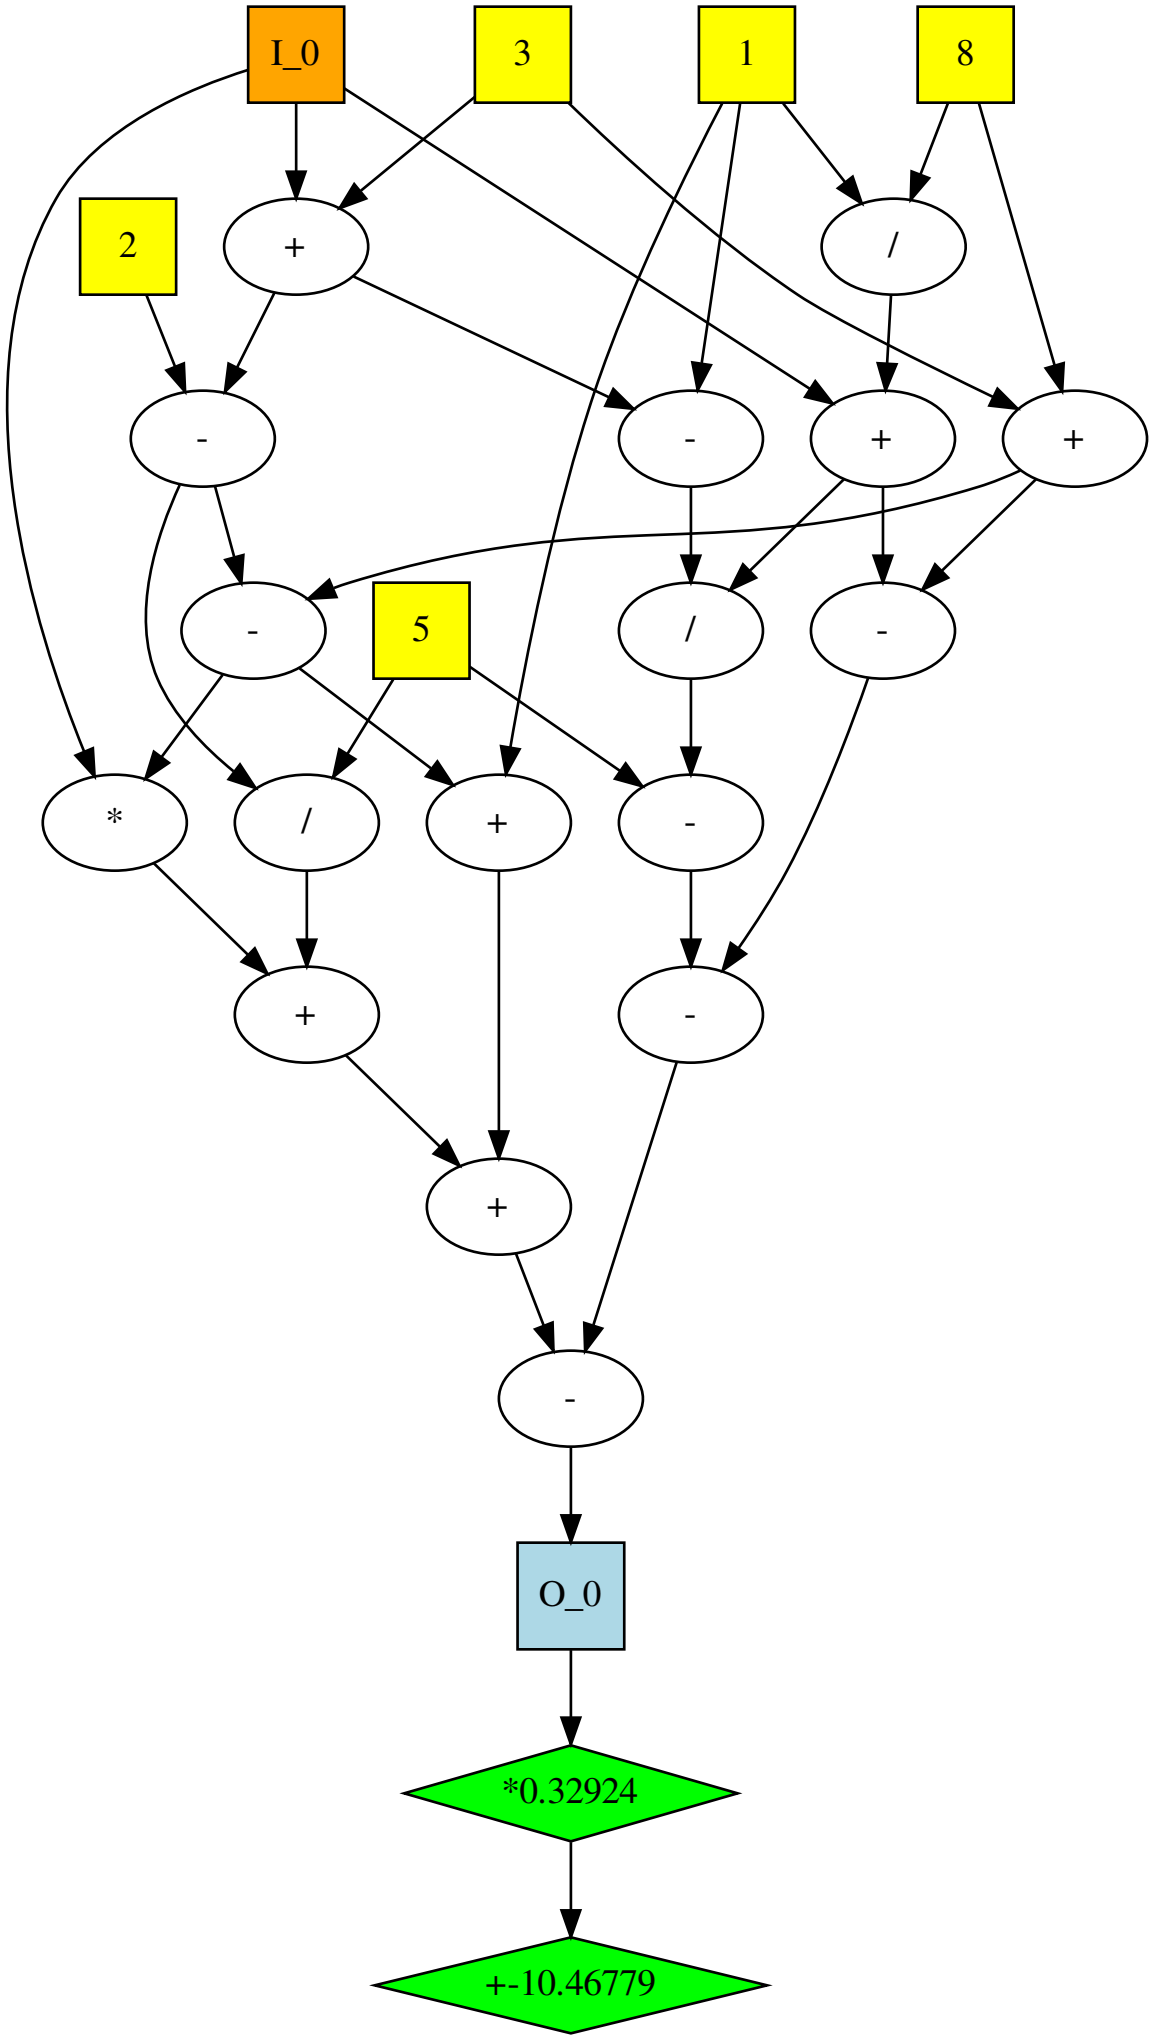 I_0 3 1 8
2 + /
- - + +
- 5 / -
* / + -
+ -
+
-
O_0
*0.32924
+-10.46779